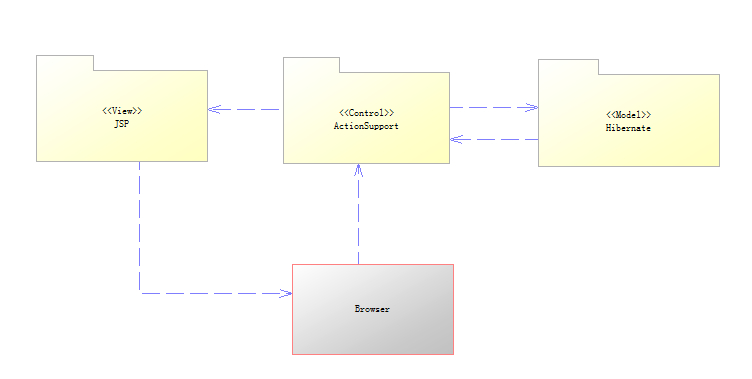 <<View>>
JSP
<<Control>>
ActionSupport
<<Model>>
Hibernate
Browser